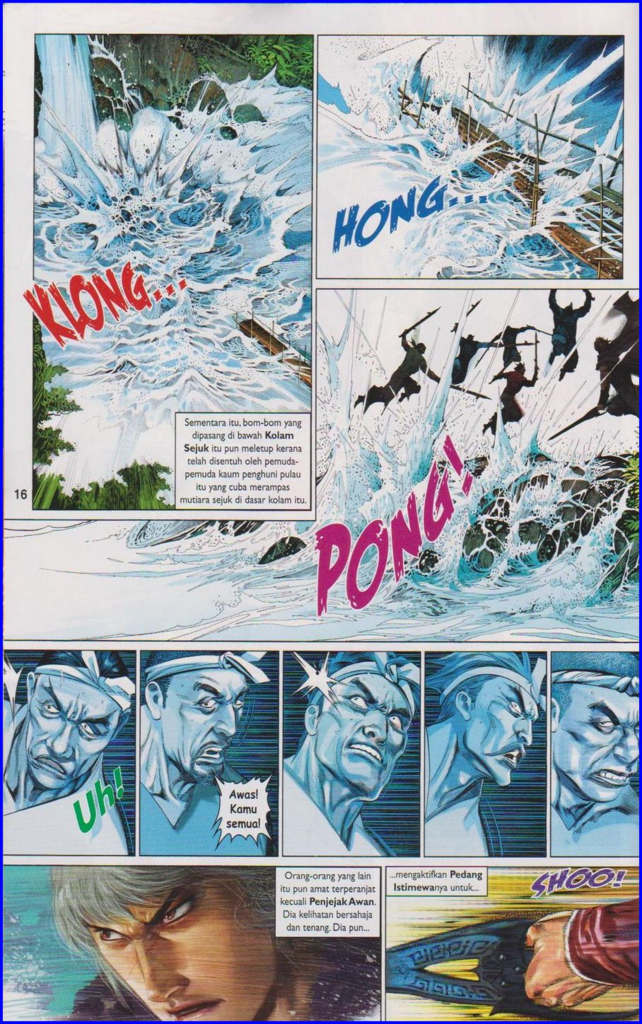 KLONG...
HONG...
Sementara itu, bom-bom yang
dipasang di bawah Kolam
Sejuk itu pun meletup kerana
telah disentuh oleh pemuda-
pemuda kaum penghuni pulau
itu yang cuba merampas
mutiara sejuk di dasar kolam itu.
16
PONG!
Uh!
Awas!
Kamu
semua!
Orang-orang yang lain
itu pun amat terperanjat
kecuali Penjejak Awan.
Dia kelihatan bersahaja
dan tenang. Dia pun...
...mengaktifkan Pedang
Istimewanya untuk...
SHOO!